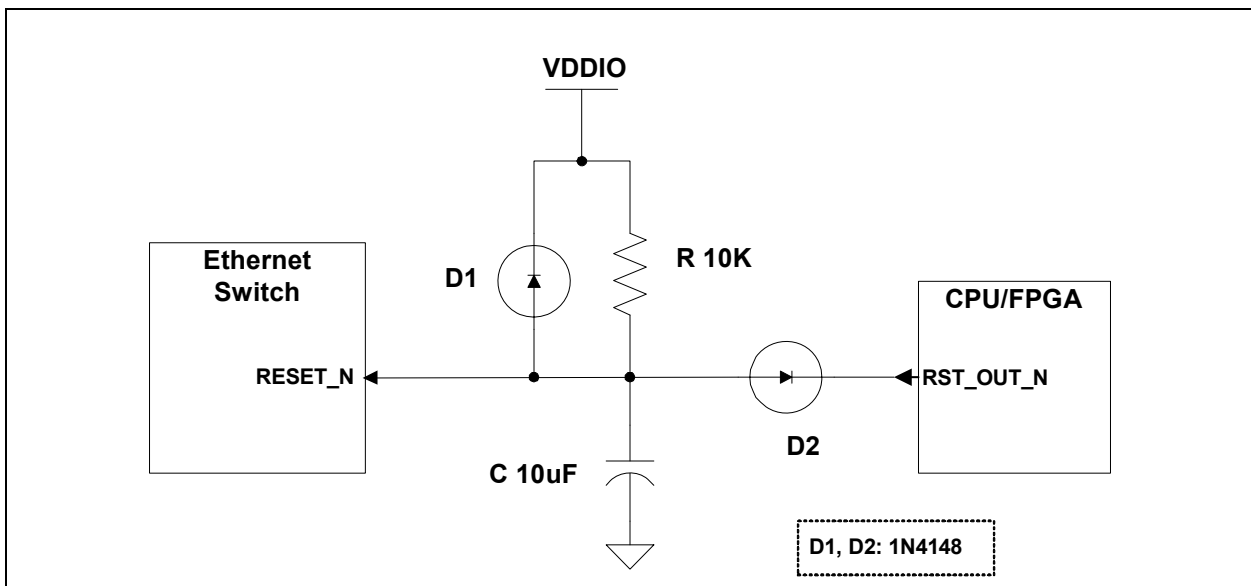 VDDIO
Ethernet
Switch
D1
R 10K
CPU/FPGA
RESET_N
RST_OUT_N
D2
C 10uF
D1, D2: 1N4148